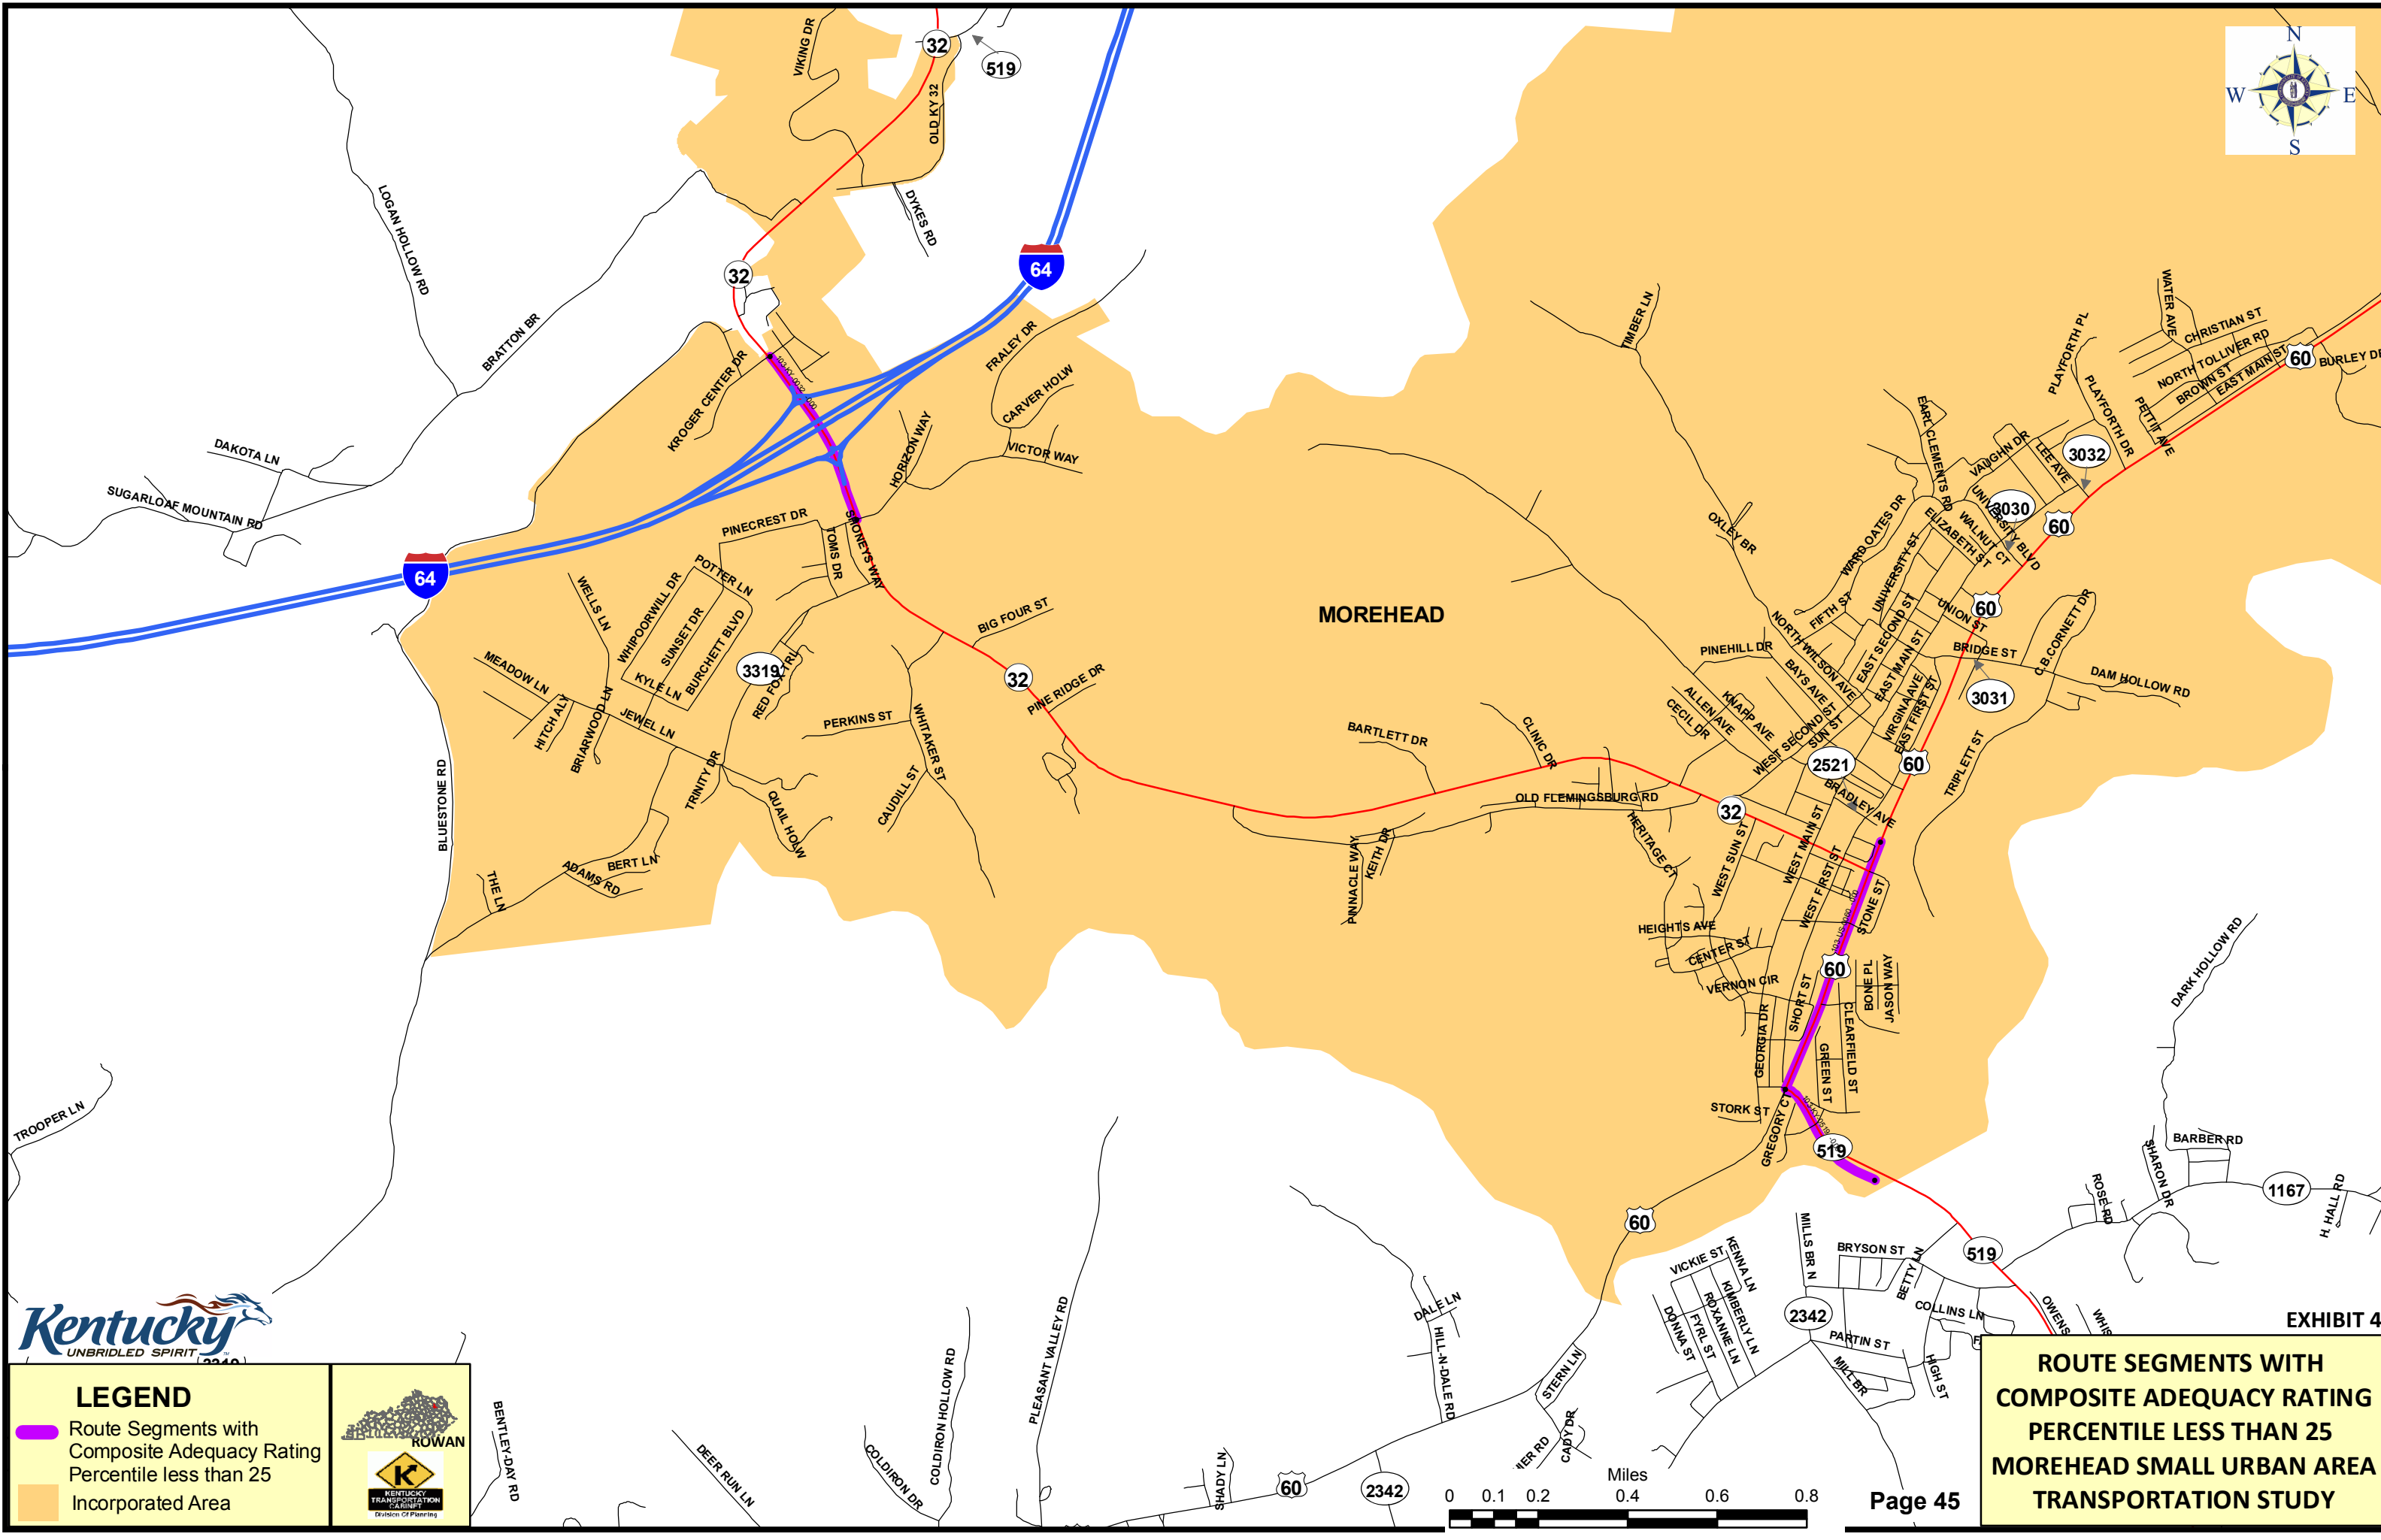 N
W
E
S
32
519
VIKING DR
OLD KY 32
DYKES RD
64
LOGAN HOLLOW RD
BRATTON BR
32
KROGER CENTER DR
FRALEY DR
CARVER HOLW
VICTOR WAY
HORIZON WAY
DAKOTA LN
SUGARLOAF MOUNTAIN RD
64
PINECREST DR
TOMS DR
SHONEYS WAY
POTTER LN
WELLS LN
WHIPOORWILL DR
SUNSET DR
BURCHETT BLVD
KYLE LN
MEADOW LN
HITCH ALY
BRIARWOOD LN
JEWEL LN
3319
RED FOX TRL
BIG FOUR ST
32
PINE RIDGE DR
PERKINS ST
WHITAKER ST
CAUDILL ST
TRINITY DR
QUAIL HOLW
BLUESTONE RD
BERT LN
ADAMS RD
THE LN
TROOPER LN
MOREHEAD
TIMBER LN
OXLEY BR
WATER AVE
CHRISTIAN ST
NORTH TOLLIVER RD
BROWN ST
EAST MAIN ST
60
BURLEY DR
PLAYFORTH PL
PLAYFORTH DR
PETTIT AVE
3032
EARL CLEMENTS RD
VAUGHN DR
LEE AVE
3030
UNIVERSITY BLVD
WALNUT CT
ELIZABETH ST
60
WARD OATES DR
UNIVERSITY ST
FIFTH ST
UNION ST
60
C.B.CORNETT DR
BRIDGE ST
DAM HOLLOW RD
3031
PINEHILL DR
NORTH WILSON AVE
BAYS AVE
EAST SECOND ST
EAST MAIN ST
VIRGINA AVE
EAST FIRST ST
ALLEN AVE
KNAPP AVE
CECIL DR
WEST SECOND ST
SUN ST
2521
60
TRIPLETT ST
BRADLEY AVE
BARTLETT DR
CLINIC DR
OLD FLEMINGSBURG RD
32
HERITAGE CT
PINNACLE WAY
KEITH DR
WEST SUN ST
WEST MAIN ST
WEST FIRST ST
STONE ST
HEIGHTS AVE
CENTER ST
VERNON CIR
60
BONE PL
JASON WAY
SHORT ST
GEORGIA DR
CLEARFIELD ST
GREEN ST
STORK ST
GREGORY CT
519
DARK HOLLOW RD
BARBER RD
SHARON DR
ROSE RD
1167
H. HALL RD
60
519
MILLS BR N
BRYSON ST
BETTY LN
VICKIE ST
KENNA LN
KIMBERLY LN
ROXANNE LN
FYRL ST
DONNA ST
2342
COLLINS LN
PARTIN ST
HIGH ST
MILL BR
OWENS
WHIS
DALE LN
HILL-N-DALE RD
STERN LN
CADY DR
PLEASANT VALLEY RD
COLDIRON HOLLOW RD
COLDIRON DR
DEER RUN LN
BENTLEY-DAY RD
SHADY LN
60
2342
Kentucky
UNBRIDLED SPIRIT
TM
LEGEND
Route Segments with
Composite Adequacy Rating
Percentile less than 25
Incorporated Area
ROWAN
KENTUCKY
TRANSPORTATION
CABINET
Division Of Planning
Miles
0 0.1 0.2 0.4 0.6 0.8
Page 45
EXHIBIT 4
ROUTE SEGMENTS WITH
COMPOSITE ADEQUACY RATING
PERCENTILE LESS THAN 25
MOREHEAD SMALL URBAN AREA
TRANSPORTATION STUDY